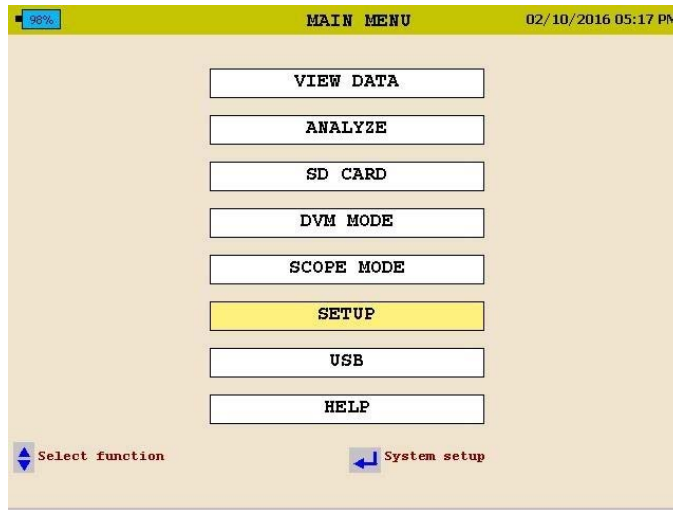 98% MAIN MENU 02/10/2016 05:17 PM
VIEW DATA
ANALYZE
SD CARD
DVM MODE
SCOPE MODE
SETUP
USB
HELP
Select function System setup